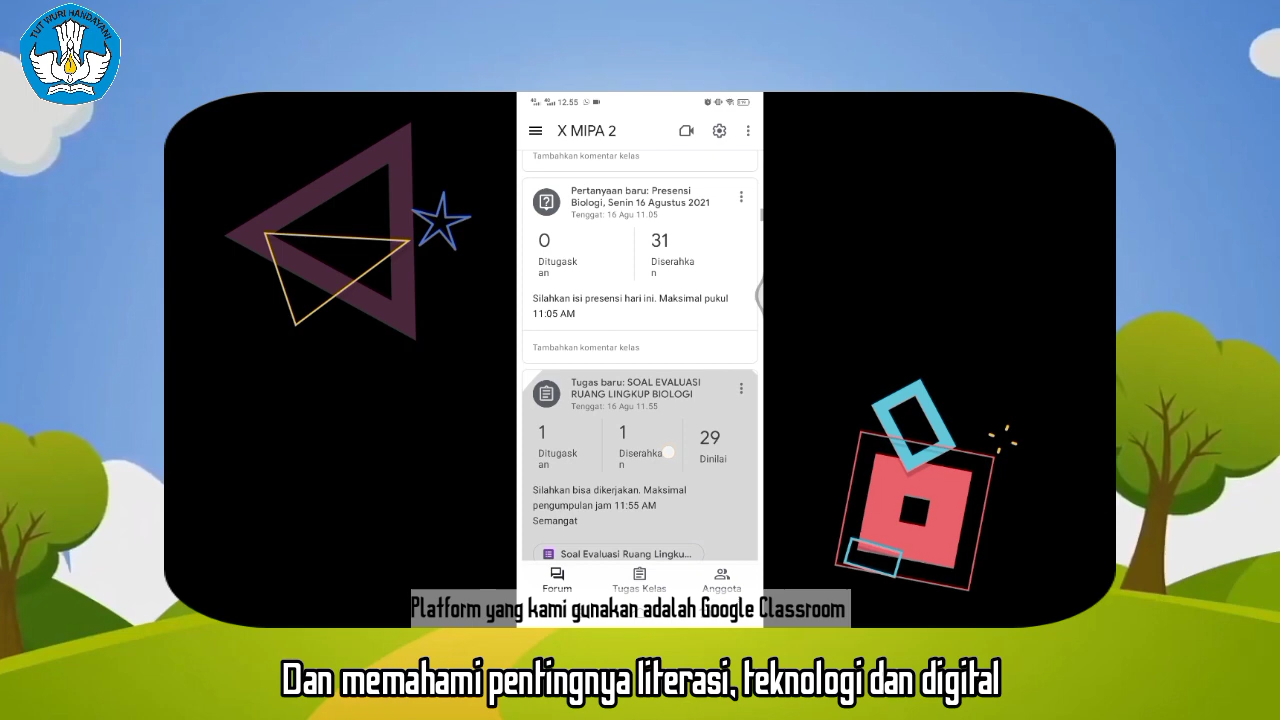 TUT WURI HANDAYANI
12.55
X MIPA 2
Tambahkan komentar kelas
Pertanyaan baru: Presensi
Biologi, Senin 16 Agustus 2021
Tenggat: 16 Agu 11.05
0 31
Ditugask Diserahka
an n
Silahkan isi presensi hari ini. Maksimal pukul
11:05 AM
Tambahkan komentar kelas
Tugas baru: SOAL EVALUASI
RUANG LINGKUP BIOLOGI
Tenggat: 16 Agu 11.55
1 1 29
Ditugask Diserahka Dinilai
an n
Silahkan bisa dikerjakan. Maksimal
pengumpulan jam 11:55 AM
Semangat
Soal Evaluasi Ruang Lingku...
Forum Tugas Kelas Anggota
Platform yang kami gunakan adalah Google Classroom
Dan memahami pentingnya literasi, teknologi dan digital